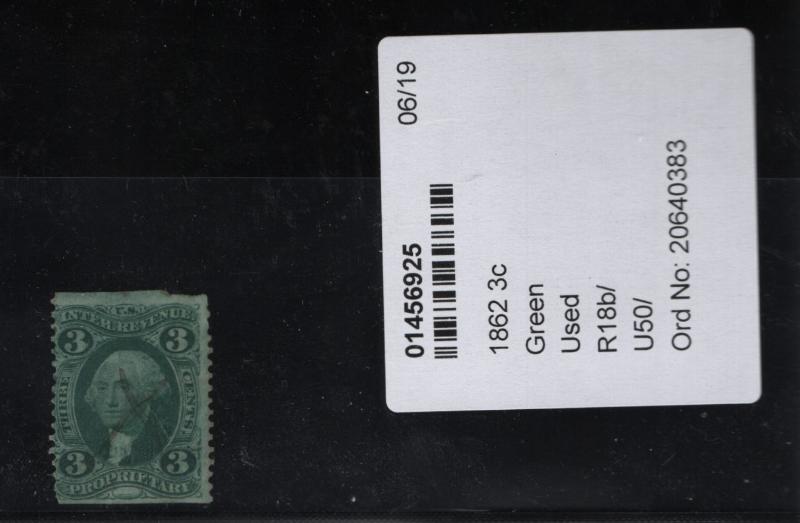 06/19
01456925
1862 3c
Green
Used
R18b/
U50/
Ord No: 20640383
U.S.
INTER. REVENUE
3 3
THREE
CENTS.
3 3
PROPRIETARY